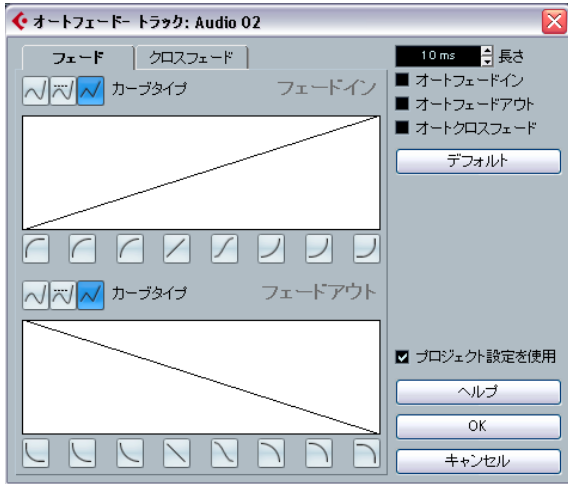 オートフェード- トラック: Audio 02
フェード
クロスフェード
カーブタイプ
フェードイン
カーブタイプ
フェードアウト
10 ms
長さ
オートフェードイン
オートフェードアウト
オートクロスフェード
デフォルト
プロジェクト設定を使用
ヘルプ
OK
キャンセル